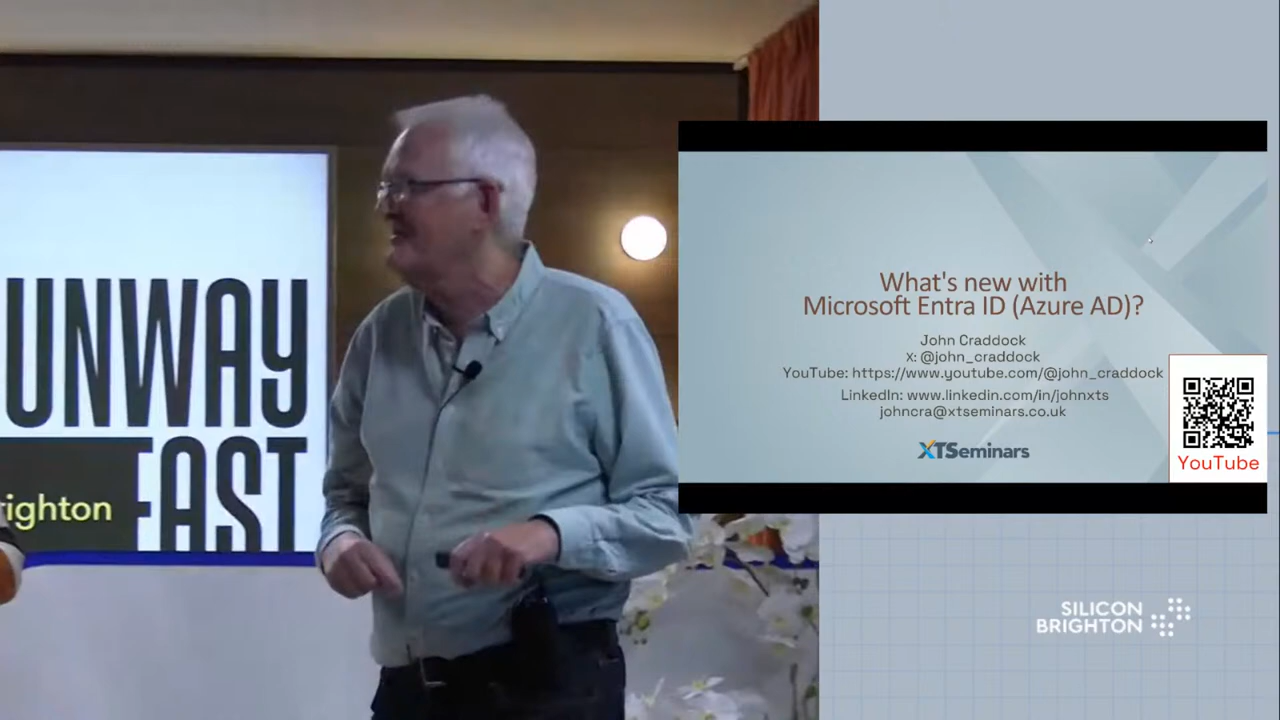 UNWAY
EAST
righton
What's new with
Microsoft Entra ID (Azure AD)?
John Craddock
X: @john_craddock
YouTube: https://www.youtube.com/@john_craddock
LinkedIn: www.linkedin.com/in/johnxts
johncra@xtseminars.co.uk
XTSeminars
YouTube
SILICON
BRIGHTON